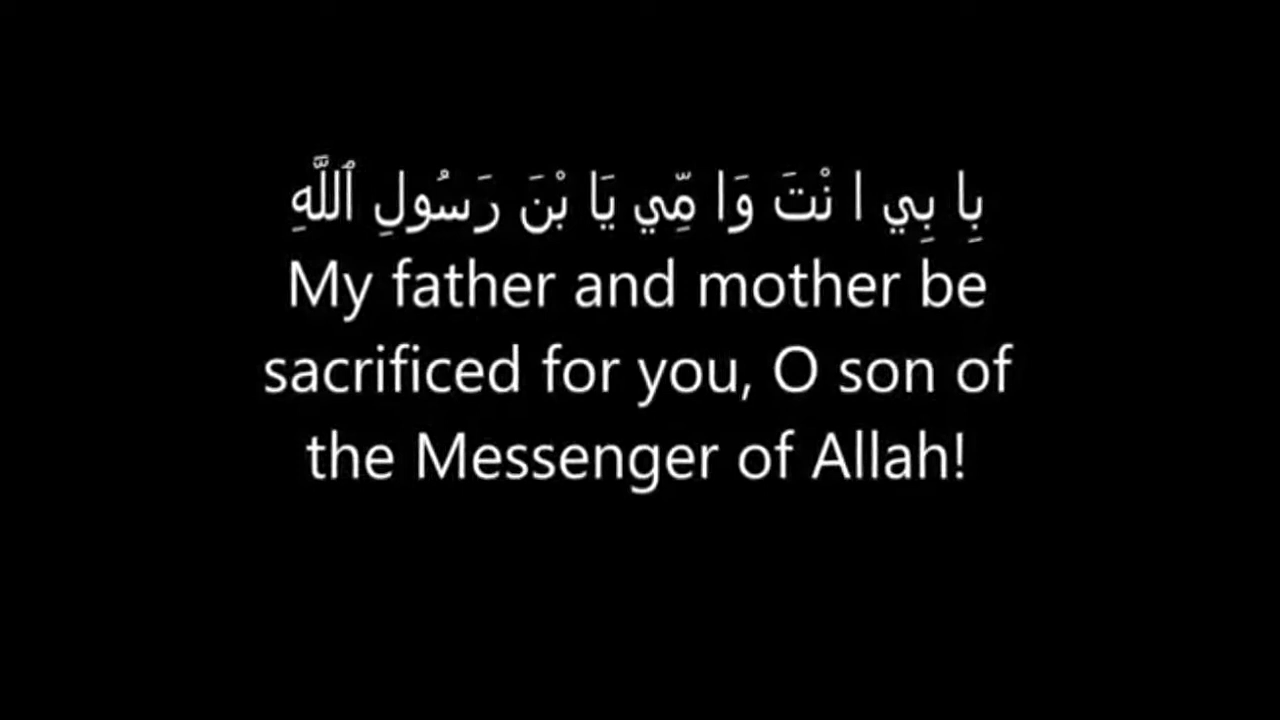 بِا بِي ا نْتَ وَا مِّي يَا بْنَ رَسُولِ ٱللَّهِ
My father and mother be
sacrificed for you, O son of
the Messenger of Allah!